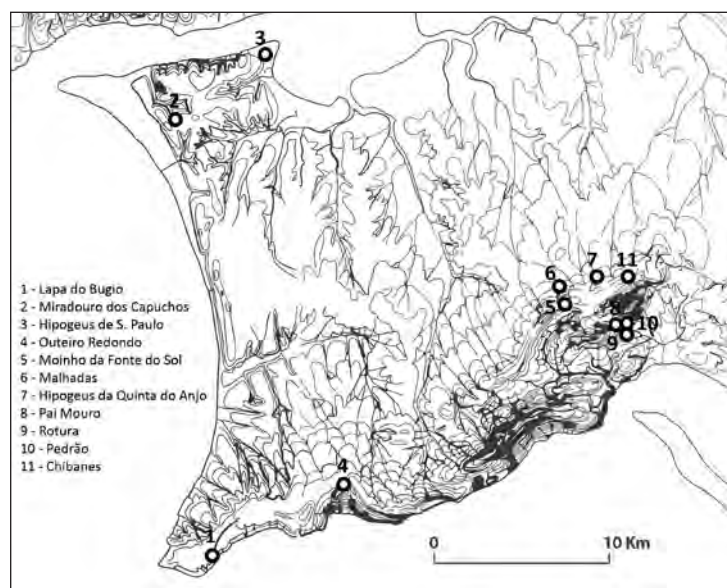 3
2
1 - Lapa do Bugio
2 - Miradouro dos Capuchos
3 - Hipogeus de S. Paulo
4 - Outeiro Redondo
5 - Moinho da Fonte do Sol
6 - Malhadas
7 - Hipogeus da Quinta do Anjo
8 - Pai Mouro
9 - Rotura
10 - Pedrão
11 - Chibanes
6
7
11
5
8
10
9
4
1
0
10 Km